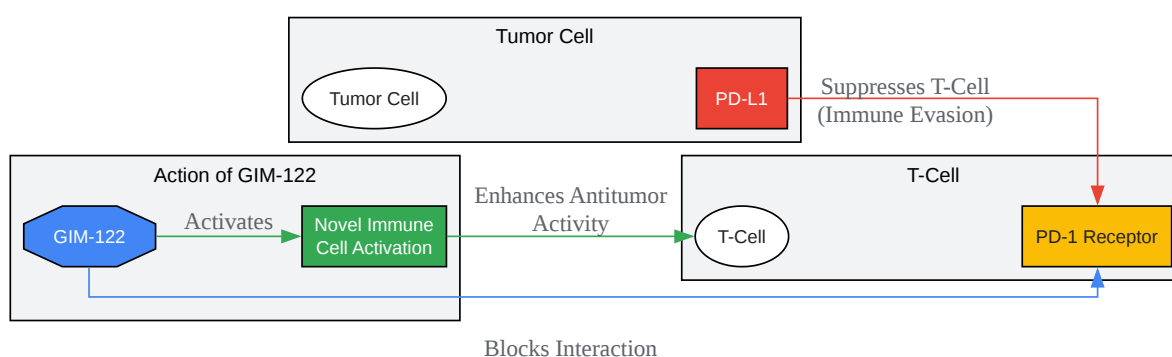 Tumor Cell
Tumor Cell
PD-L1
Suppresses T-Cell
(Immune Evasion)
Action of GIM-122
GIM-122
Activates
Novel Immune
Cell Activation
Enhances Antitumor
Activity
T-Cell
T-Cell
PD-1 Receptor
Blocks Interaction